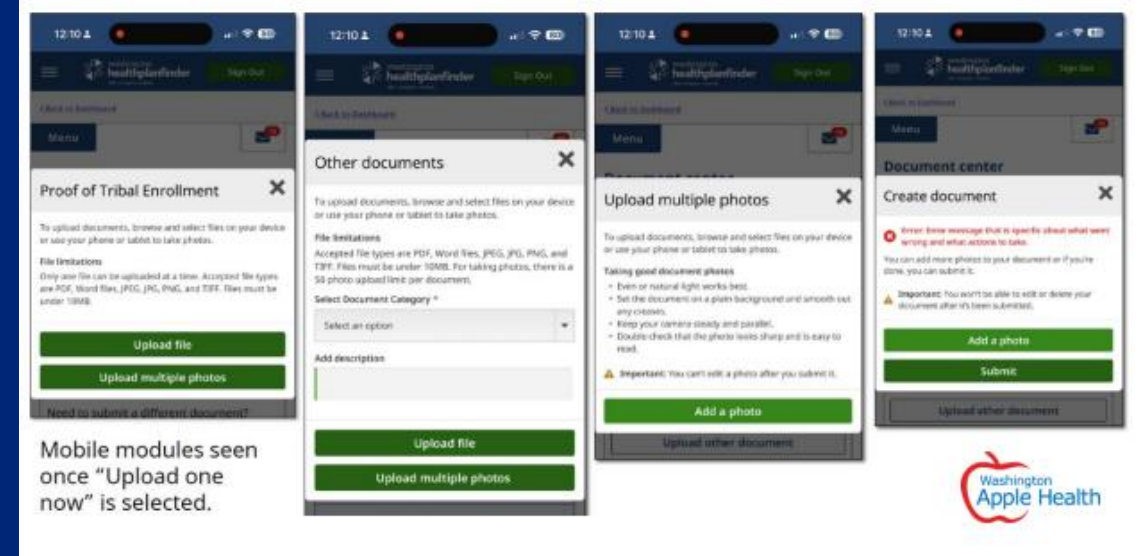 12:10
healthplanfinder
Sign Out
Back to Dashboard
Menu
Proof of Tribal Enrollment
To upload documents, browse and select files on your device
or use your phone or tablet to take photos.
File limitations
Only one file can be uploaded at a time. Accepted file types
are PDF, Word files, JPEG, JPG, PNG, and TIFF. Files must be
under 10MB.
Upload file
Upload multiple photos
Need to submit a different document?
Mobile modules seen
once “Upload one
now” is selected.
12:10
healthplanfinder
Sign Out
Back to Dashboard
Other documents
To upload documents, browse and select files on your device
or use your phone or tablet to take photos.
File limitations
Accepted file types are PDF, Word files, JPEG, JPG, PNG, and
TIFF. Files must be under 10MB. For taking photos, there is a
50 photo upload limit per document.
Select Document Category *
Select an option
Add description
Upload file
Upload multiple photos
12:10
healthplanfinder
Sign Out
Back to Dashboard
Menu
Document center
Upload multiple photos
To upload documents, browse and select files on your device
or use your phone or tablet to take photos.
Taking good document photos
• Even or natural light works best.
• Set the document on a plain background and smooth out
any creases.
• Keep your camera steady and parallel.
• Double check that the photo looks sharp and is easy to
read.
Important: You can't edit a photo after you submit it.
Add a photo
Upload other document
12:10
healthplanfinder
Sign Out
Back to Dashboard
Menu
Document center
Create document
Error: Error message that is specific about what went
wrong and what actions to take.
You can add more photos to your document or if you're
done, you can submit it.
Important: You won't be able to edit or delete your
document after it's been submitted.
Add a photo
Submit
Upload other document
Washington
Apple Health